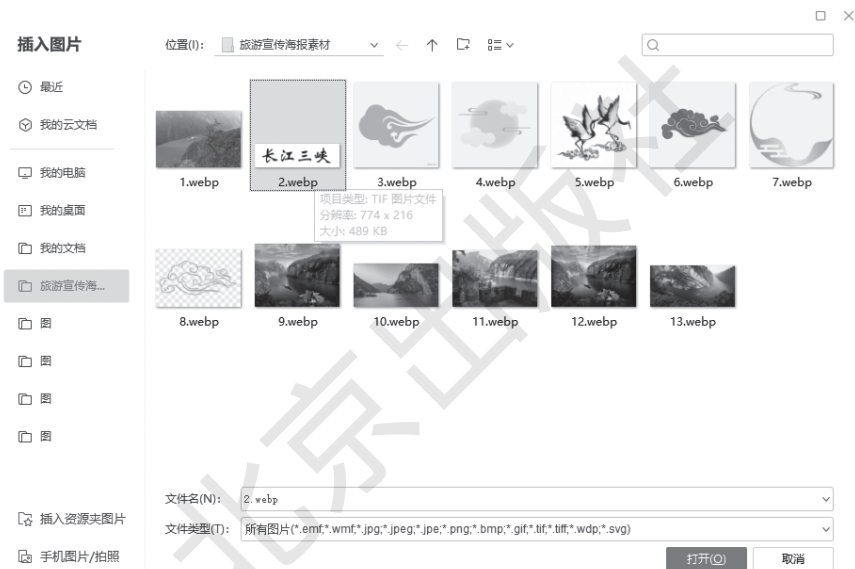 插入图片
位置(I): 旅游宣传海报素材
最近
我的云文档
我的电脑
我的桌面
我的文档
旅游宣传海...
图
图
图
图
插入资源夹图片
手机图片/拍照
长江三峡
1.webp 2.webp 3.webp 4.webp 5.webp 6.webp 7.webp
项目类型: TIF 图片文件
分辨率: 774 x 216
大小: 489 KB
8.webp 9.webp 10.webp 11.webp 12.webp 13.webp
文件名(N): 2.webp
文件类型(T): 所有图片(*.emf;*.wmf;*.jpg;*.jpeg;*.jpe;*.png;*.bmp;*.gif;*.tif;*.tiff;*.wdp;*.svg)
打开(O) 取消
北京出版社